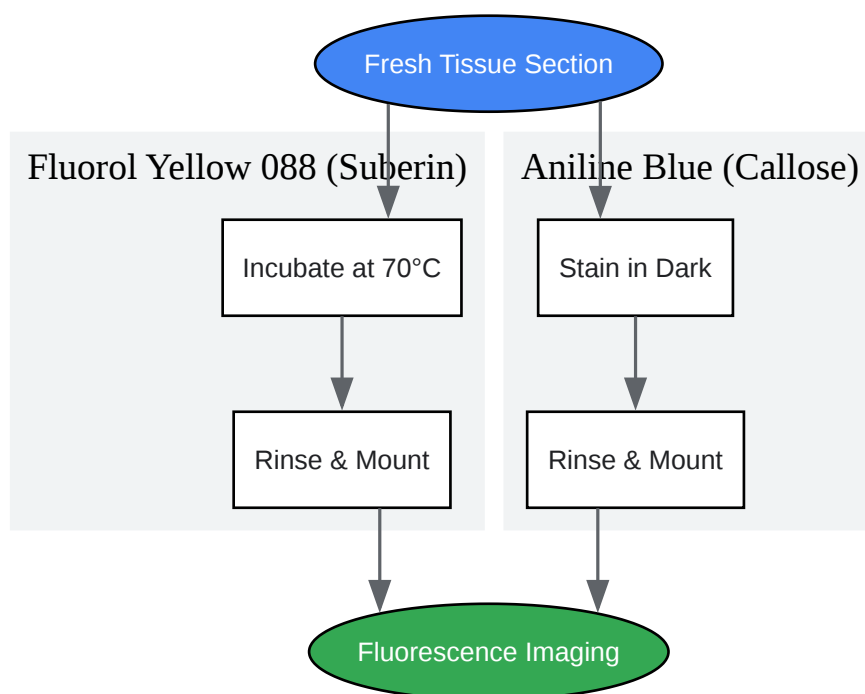 Fresh Tissue Section
Fluorol Yellow 088 (Suberin)
Aniline Blue (Callose)
Incubate at 70°C
Stain in Dark
Rinse & Mount
Rinse & Mount
Fluorescence Imaging